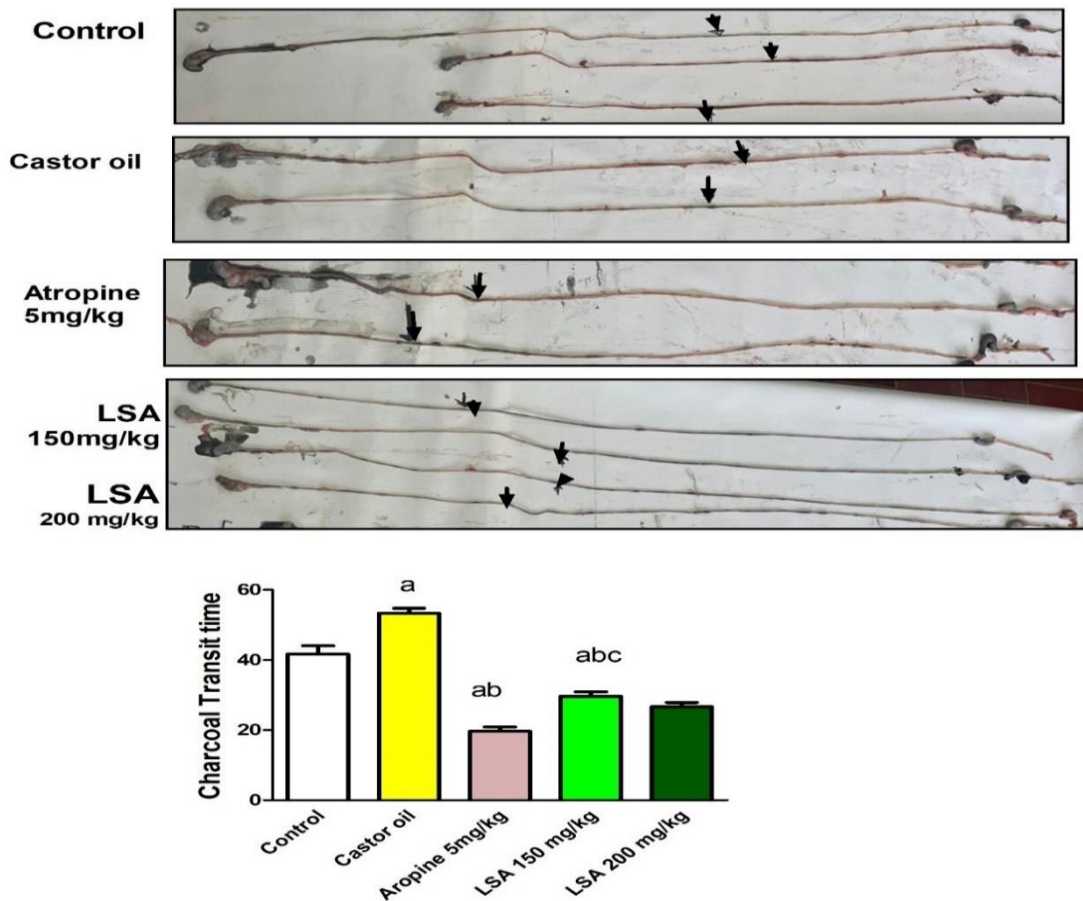 Control
Castor oil
Atropine
5mg/kg
LSA
150mg/kg
LSA
200 mg/kg
Charcoal Transit time
60
40
20
0
a
ab
abc
Control
Castor oil
Aropine 5mg/kg
LSA 150 mg/kg
LSA 200 mg/kg